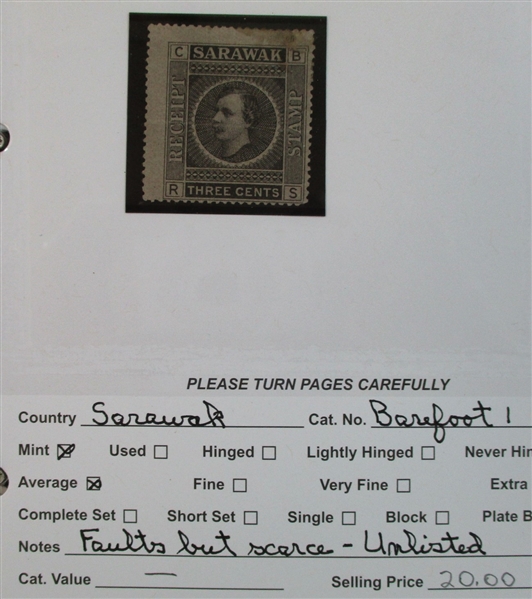 C SARAWAK B
RECEIPT
STAMP
R THREE CENTS S
PLEASE TURN PAGES CAREFULLY
Country Sarawak Cat. No. Barefoot 1
Mint Used Hinged Lightly Hinged Never Hin
Average Fine Very Fine Extra
Complete Set Short Set Single Block Plate B
Notes Faults but scarce - Unlisted
Cat. Value — Selling Price 20.00